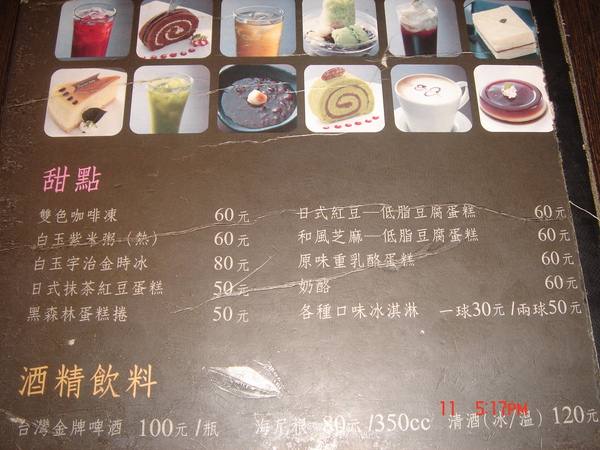 甜點
雙色咖啡凍 60元 日式紅豆—低脂豆腐蛋糕 60元
白玉紫米粥（熱） 60元 和風芝麻—低脂豆腐蛋糕 60元
白玉宇治金時冰 80元 原味重乳酪蛋糕 60元
日式抹茶紅豆蛋糕 50元 奶酪 60元
黑森林蛋糕捲 50元 各種口味冰淇淋 一球30元/兩球50元
酒精飲料
台灣金牌啤酒 100元/瓶 海尼根 80元/350cc 清酒(冰/溫) 120元
11 5:17PM